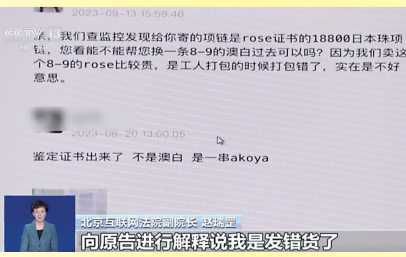 2023-09-13 15:59:46
亲，我们查监控发现给你寄的项链是rose证书的18800日本珠项
链，您看能不能帮您换一条8-9的澳白过去可以吗？因为我们卖这
个8-9的rose比较贵，是工人打包的时候打包错了，实在是不好
意思。
2023-08-20 13:00:05
鉴定证书出来了 不是澳白 是一串akoya
北京互联网法院副院长 赵瑞罡
向原告进行解释说我是发错货了